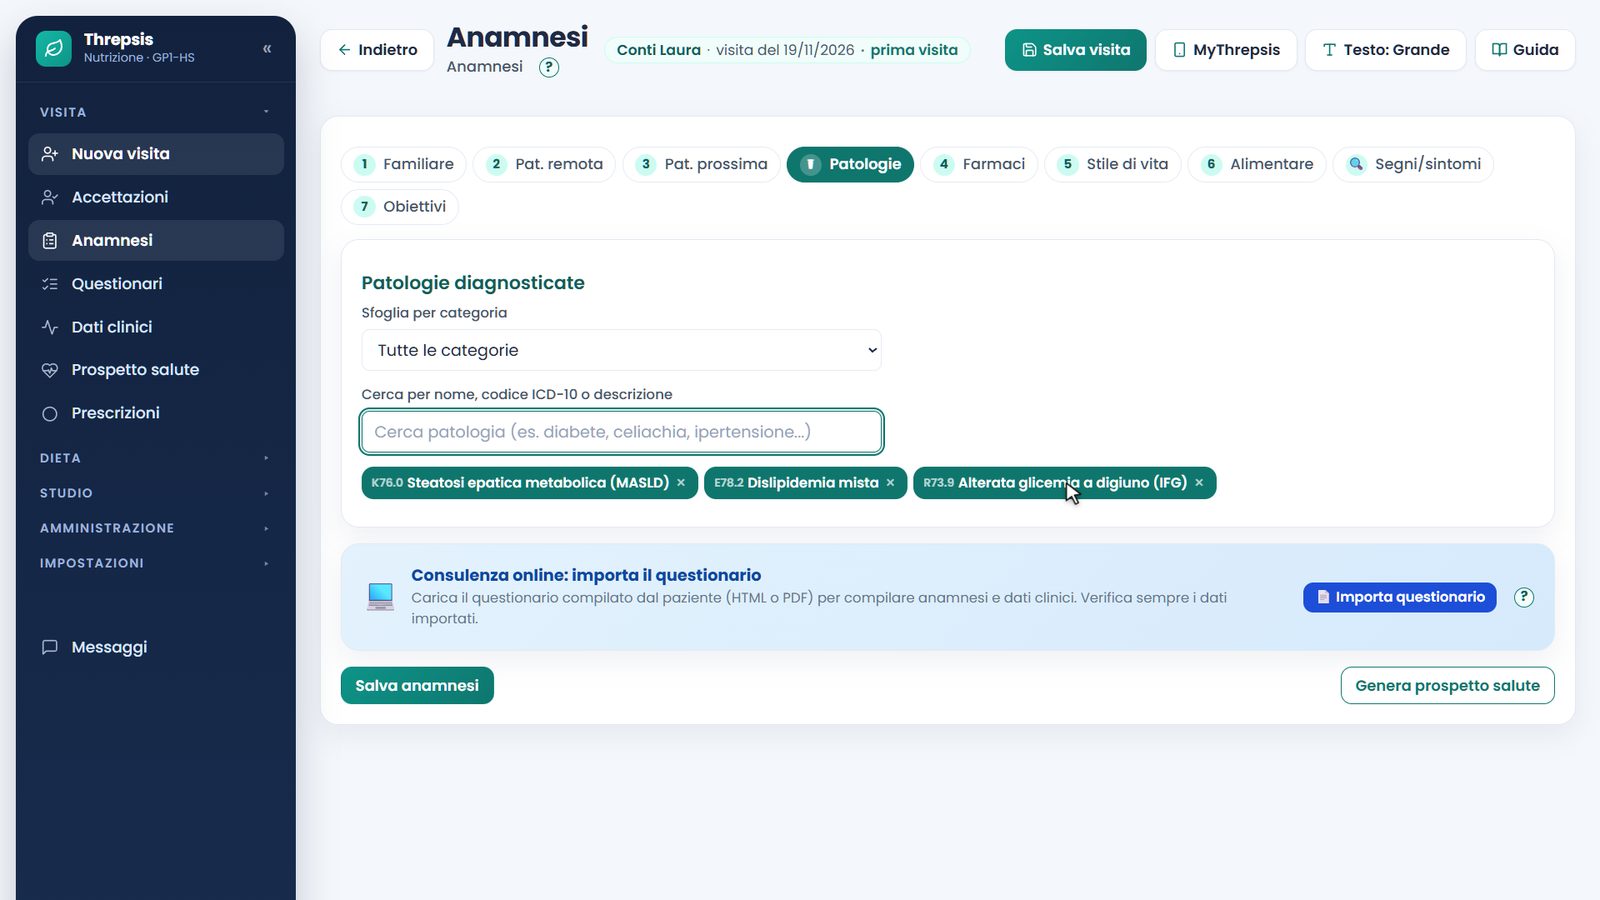 Threpsis
Nutrizione · GP1-HS
«
VISITA
Nuova visita
Accettazioni
Anamnesi
Questionari
Dati clinici
Prospetto salute
Prescrizioni
DIETA
STUDIO
AMMINISTRAZIONE
IMPOSTAZIONI
Messaggi
Indietro
Anamnesi
Anamnesi ?
Conti Laura · visita del 19/11/2026 · prima visita
Salva visita
MyThrepsis
Testo: Grande
Guida
1 Familiare
2 Pat. remota
3 Pat. prossima
Patologie
4 Farmaci
5 Stile di vita
6 Alimentare
Segni/sintomi
7 Obiettivi
Patologie diagnosticate
Sfoglia per categoria
Tutte le categorie
Cerca per nome, codice ICD-10 o descrizione
Cerca patologia (es. diabete, celiachia, ipertensione...)
K76.0 Steatosi epatica metabolica (MASLD) ×
E78.2 Dislipidemia mista ×
R73.9 Alterata glicemia a digiuno (IFG) ×
Consulenza online: importa il questionario
Carica il questionario compilato dal paziente (HTML o PDF) per compilare anamnesi e dati clinici. Verifica sempre i dati
importati.
Importa questionario ?
Salva anamnesi
Genera prospetto salute